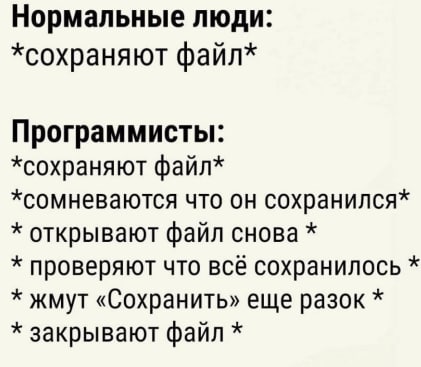 Нормальные люди:
*сохраняют файл*
Программисты:
*сохраняют файл*
*сомневаются что он сохранился*
* открывают файл снова *
* проверяют что всё сохранилось *
* жмут «Сохранить» еще разок *
* закрывают файл *